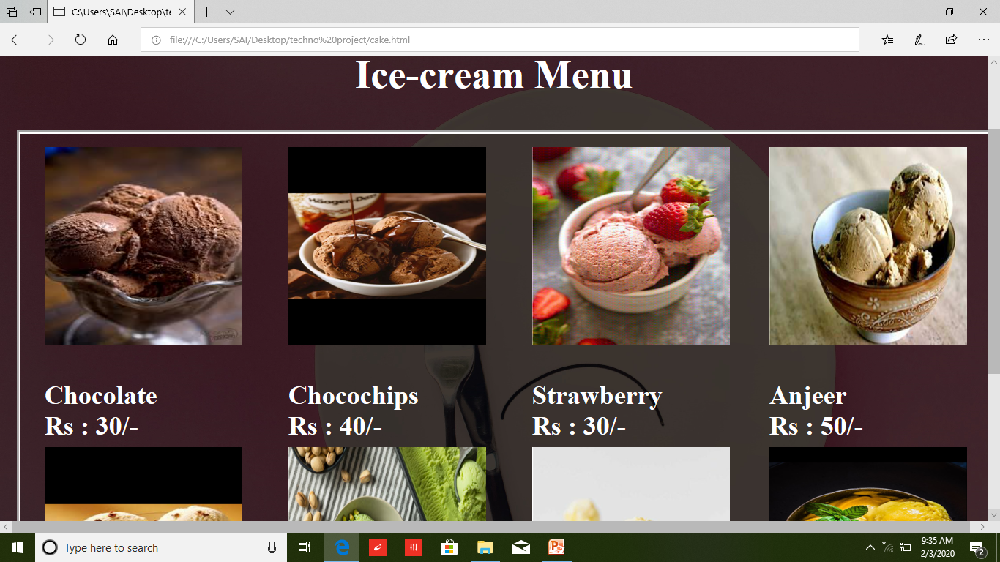 C:\Users\SAI\Desktop\te
file:///C:/Users/SAI/Desktop/techno%20project/cake.html
Ice-cream Menu
Häagen-Dazs
Chocolate
Rs : 30/-
Chocochips
Rs : 40/-
Strawberry
Rs : 30/-
Anjeer
Rs : 50/-
Type here to search
9:35 AM
2/3/2020
2